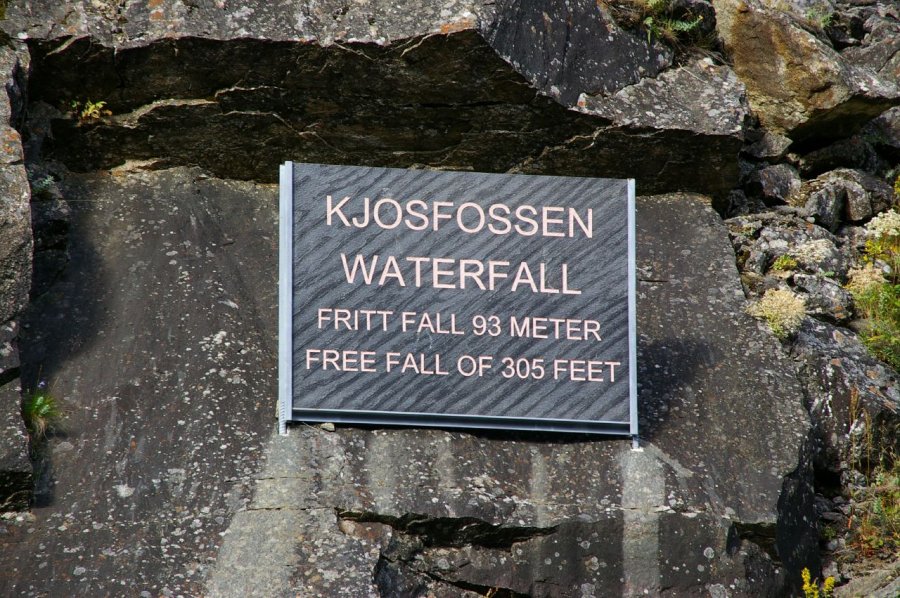 KJOSFOSSEN
WATERFALL
FRITT FALL 93 METER
FREE FALL OF 305 FEET